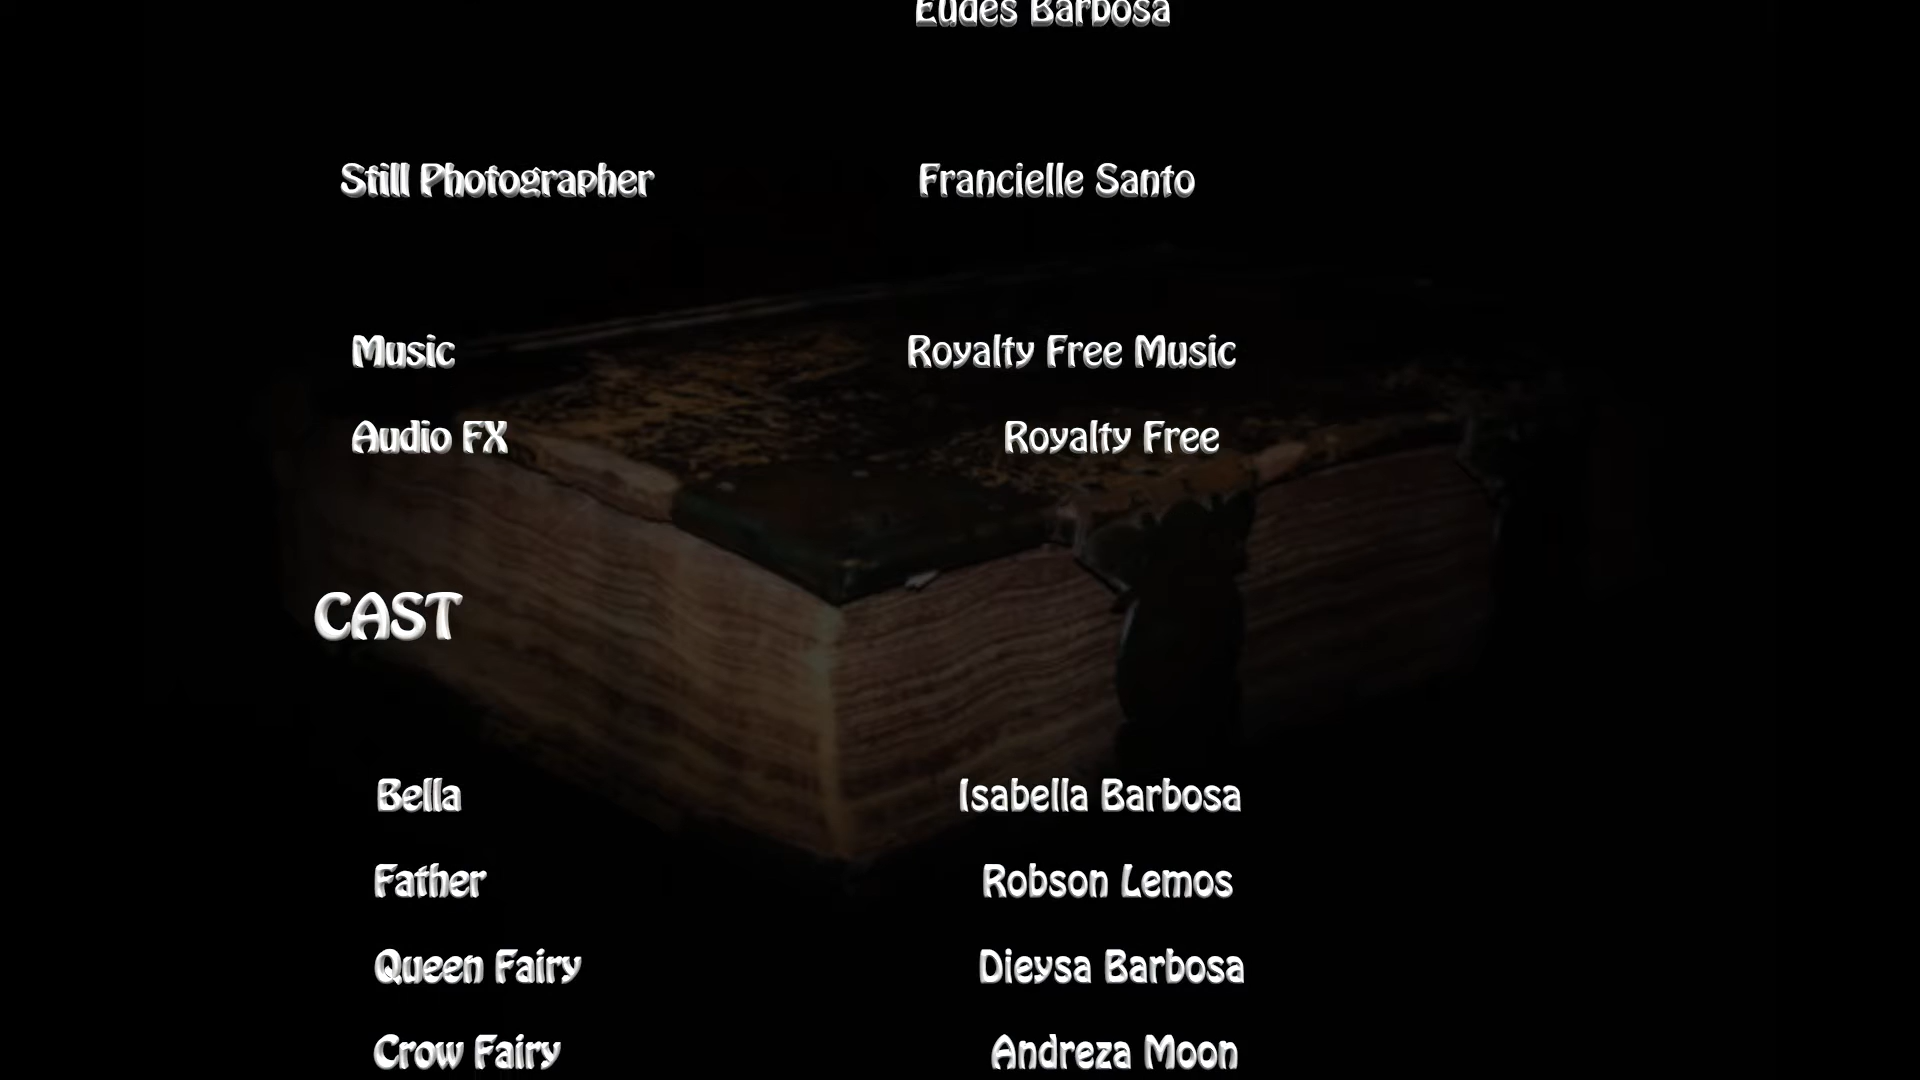 Eudes Barbosa
Still Photographer Francielle Santo
Music Royalty Free Music
Audio FX Royalty Free
CAST
Bella Isabella Barbosa
Father Robson Lemos
Queen Fairy Dieysa Barbosa
Crow Fairy Andreza Moon